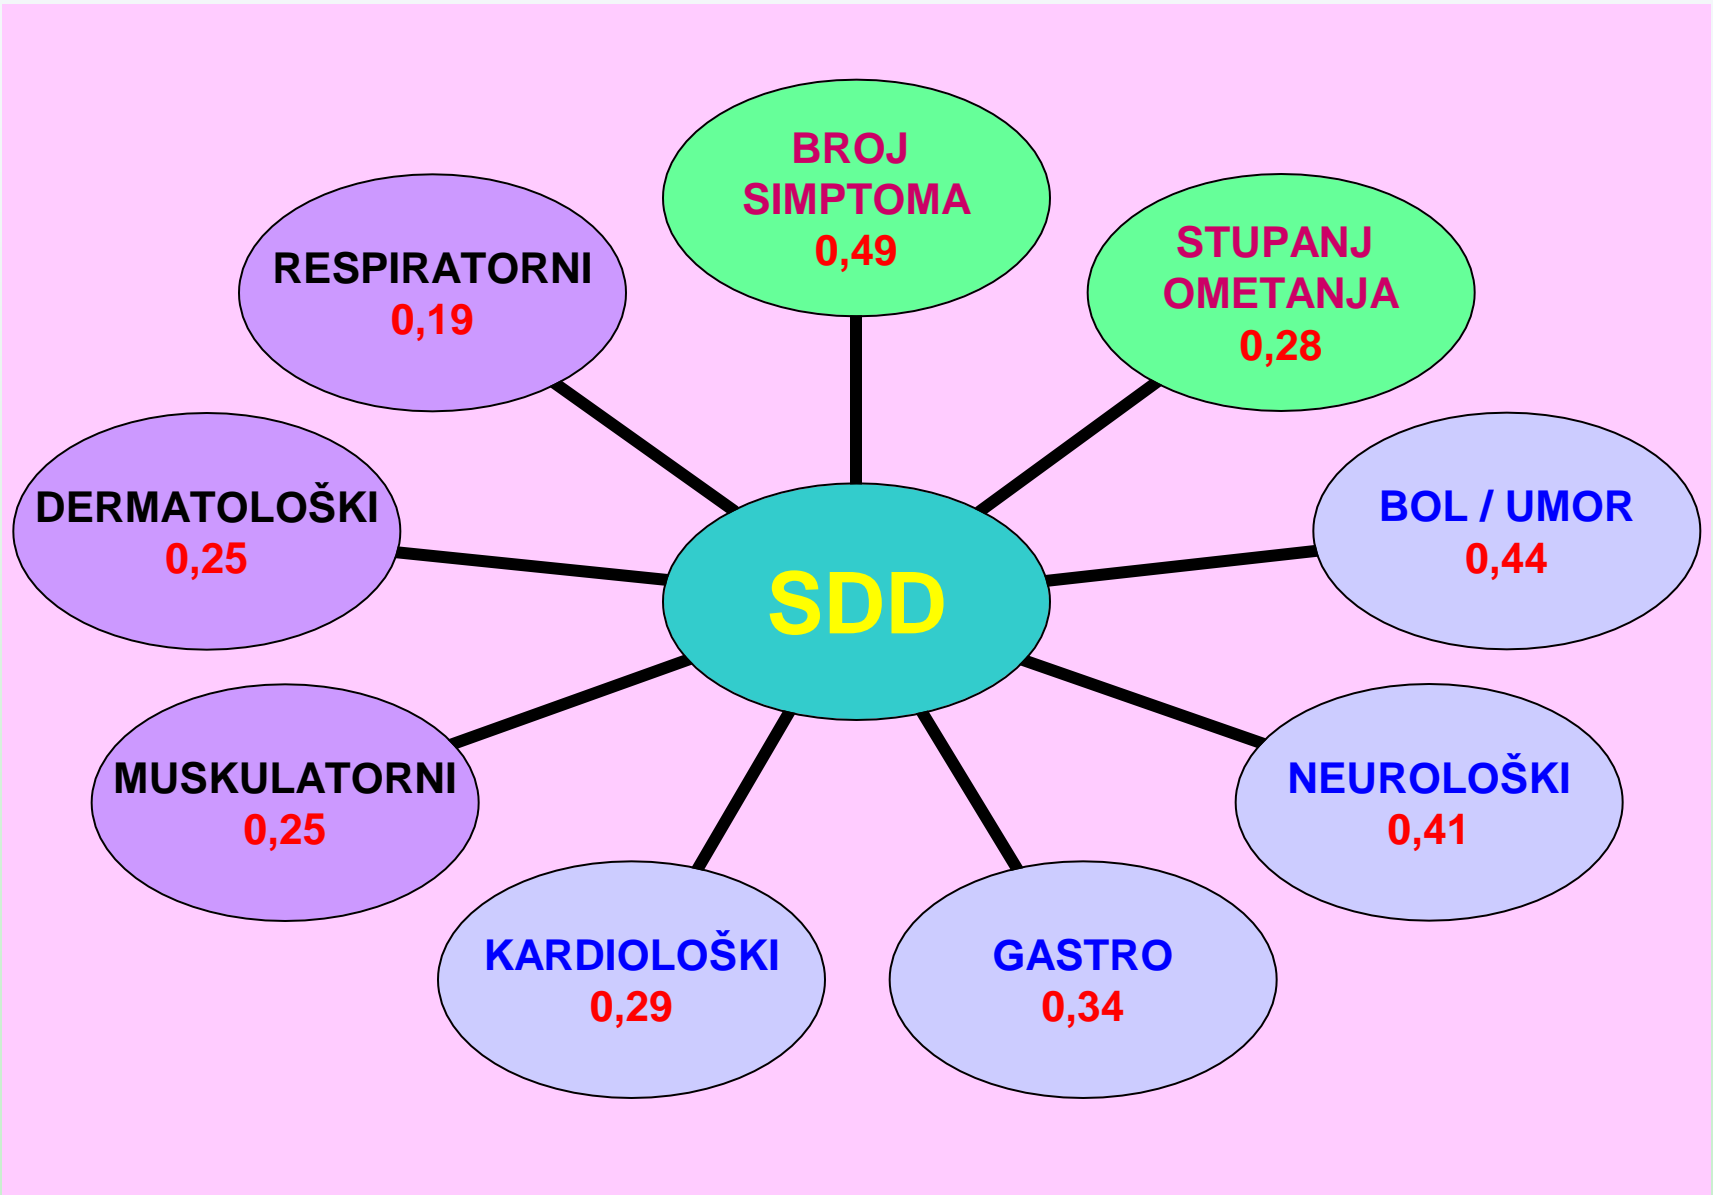 BROJ
SIMPTOMA
0,49
STUPANJ
OMETANJA
0,28
RESPIRATORNI
0,19
DERMATOLOŠKI
0,25
BOL / UMOR
0,44
SDD
MUSKULATORNI
0,25
NEUROLOŠKI
0,41
KARDIOLOŠKI
0,29
GASTRO
0,34